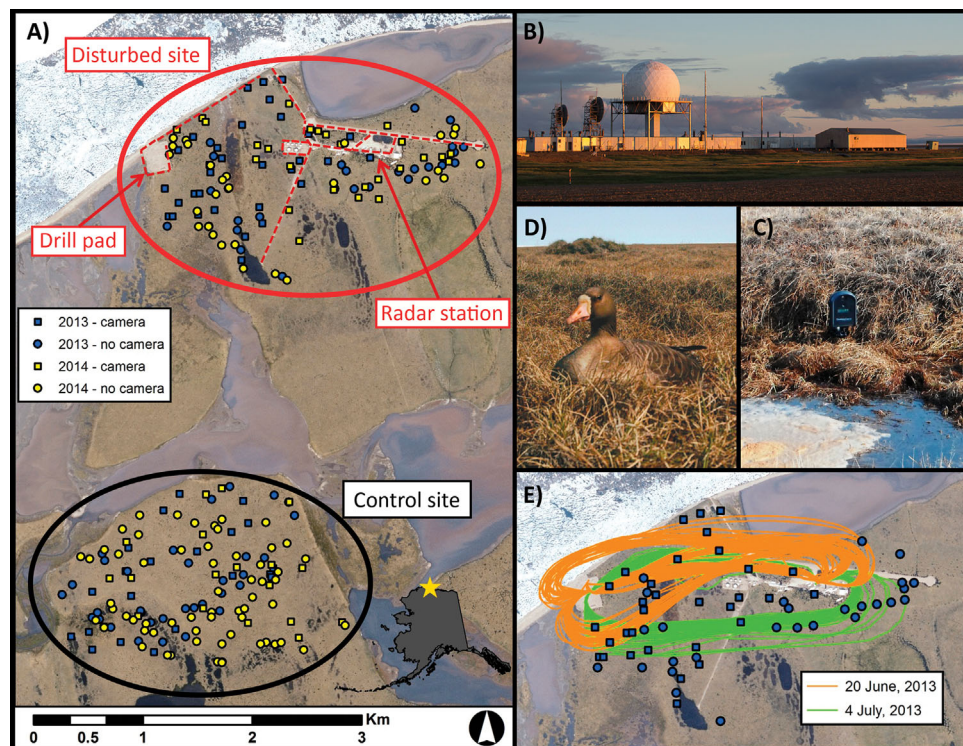 A)
Disturbed site
Drill pad
Radar station
2013 - camera
2013 - no camera
2014 - camera
2014 - no camera
Control site
Km
0 0.5 1 2 3
B)
D)
C)
E)
20 June, 2013
4 July, 2013